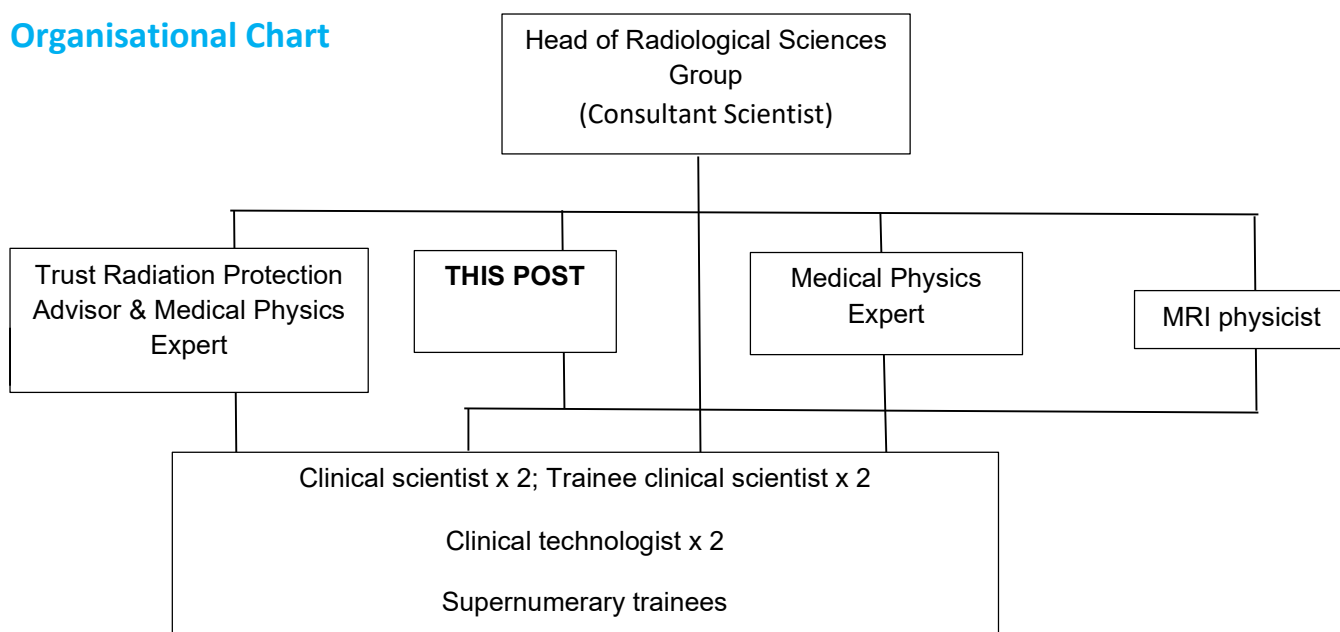 Organisational Chart
Head of Radiological Sciences
Group
(Consultant Scientist)
Trust Radiation Protection
Advisor & Medical Physics
Expert
THIS POST
Medical Physics
Expert
MRI physicist
Clinical scientist x 2; Trainee clinical scientist x 2
Clinical technologist x 2
Supernumerary trainees